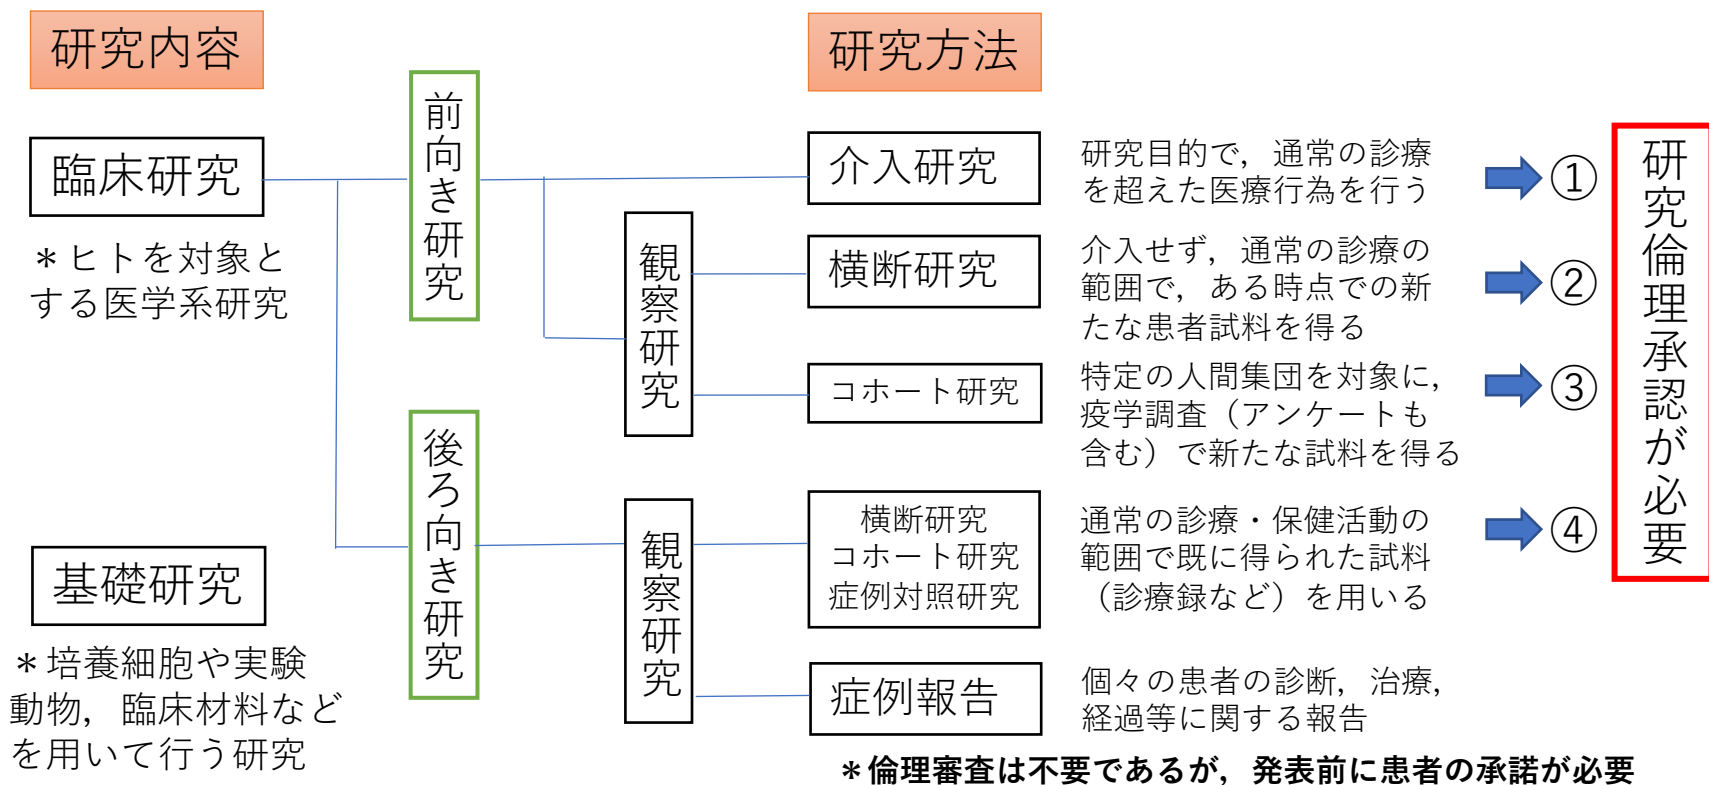 研究内容
研究方法
臨床研究
＊ヒトを対象と
する医学系研究
基礎研究
＊培養細胞や実験
動物，臨床材料など
を用いて行う研究
前向き研究
後ろ向き研究
観察研究
観察研究
介入研究
研究目的で，通常の診療
を超えた医療行為を行う
①
横断研究
介入せず，通常の診療の
範囲で，ある時点での新
たな患者試料を得る
②
コホート研究
特定の人間集団を対象に，
疫学調査（アンケートも
含む）で新たな試料を得る
③
横断研究
コホート研究
症例対照研究
通常の診療・保健活動の
範囲で既に得られた試料
（診療録など）を用いる
④
症例報告
個々の患者の診断，治療，
経過等に関する報告
＊倫理審査は不要であるが，発表前に患者の承諾が必要
研究倫理承認が必要